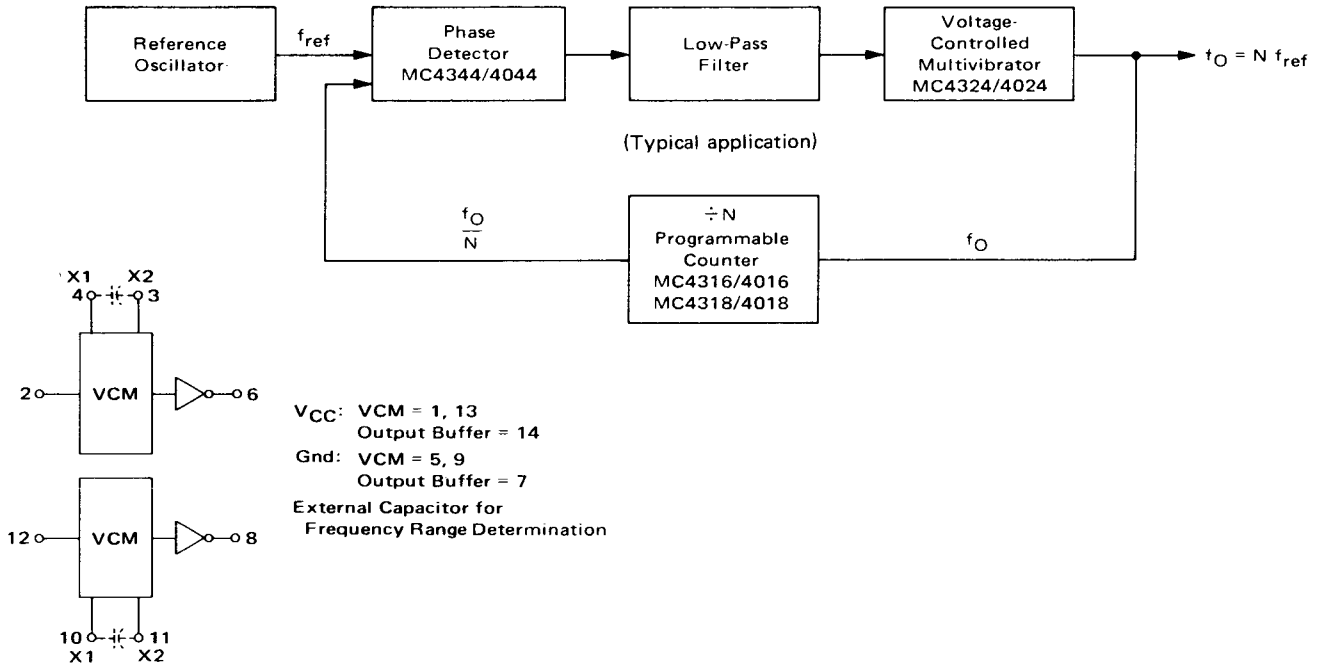 Reference
Oscillator
fref
Phase
Detector
MC4344/4044
Low-Pass
Filter
Voltage-
Controlled
Multivibrator
MC4324/4024
fO = N fref
(Typical application)
fO
N
÷N
Programmable
Counter
MC4316/4016
MC4318/4018
fO
X1 X2
4 3
2 VCM 6
VCC: VCM = 1, 13
Output Buffer = 14
Gnd: VCM = 5, 9
Output Buffer = 7
External Capacitor for
Frequency Range Determination
12 VCM 8
10 11
X1 X2